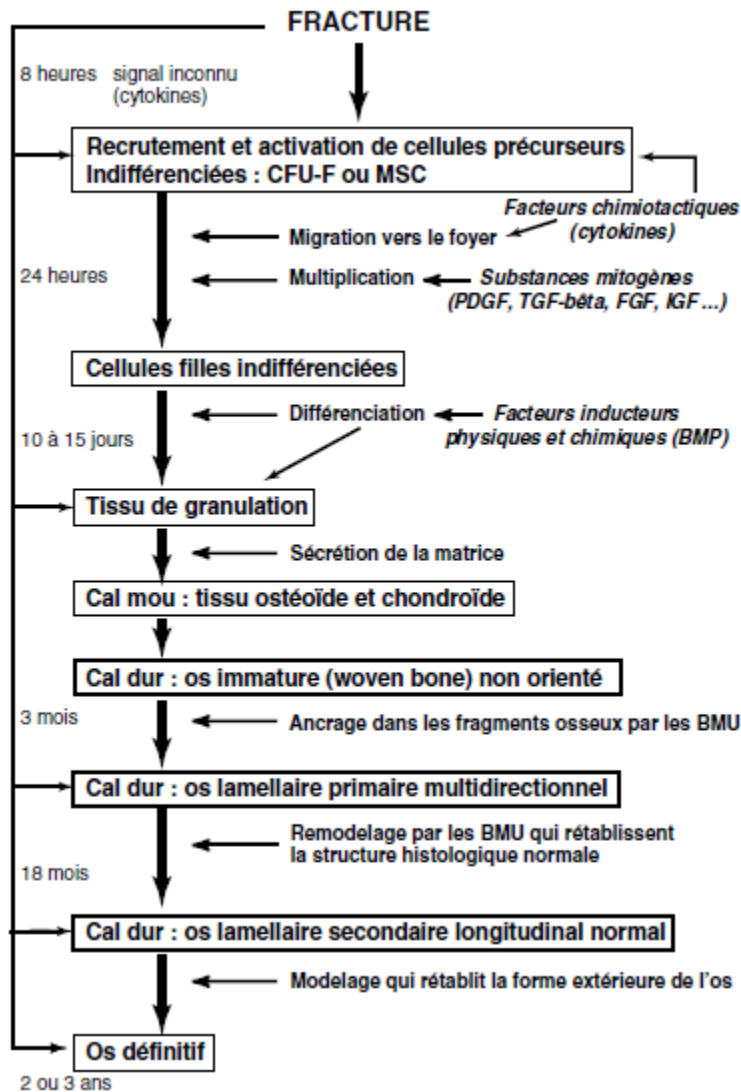 FRACTURE
8 heures signal inconnu
(cytokines)
Recrutement et activation de cellules précurseurs
Indifférenciées : CFU-F ou MSC
Facteurs chimiotactiques
(cytokines)
Migration vers le foyer
24 heures
Multiplication
Substances mitogènes
(PDGF, TGF-bêta, FGF, IGF ...)
Cellules filles indifférenciées
Différenciation
Facteurs inducteurs
physiques et chimiques (BMP)
10 à 15 jours
Tissu de granulation
Sécrétion de la matrice
Cal mou : tissu ostéoïde et chondroïde
Cal dur : os immature (woven bone) non orienté
3 mois
Ancrage dans les fragments osseux par les BMU
Cal dur : os lamellaire primaire multidirectionnel
Remodelage par les BMU qui rétablissent
la structure histologique normale
18 mois
Cal dur : os lamellaire secondaire longitudinal normal
Modelage qui rétablit la forme extérieure de l'os
Os définitif
2 ou 3 ans